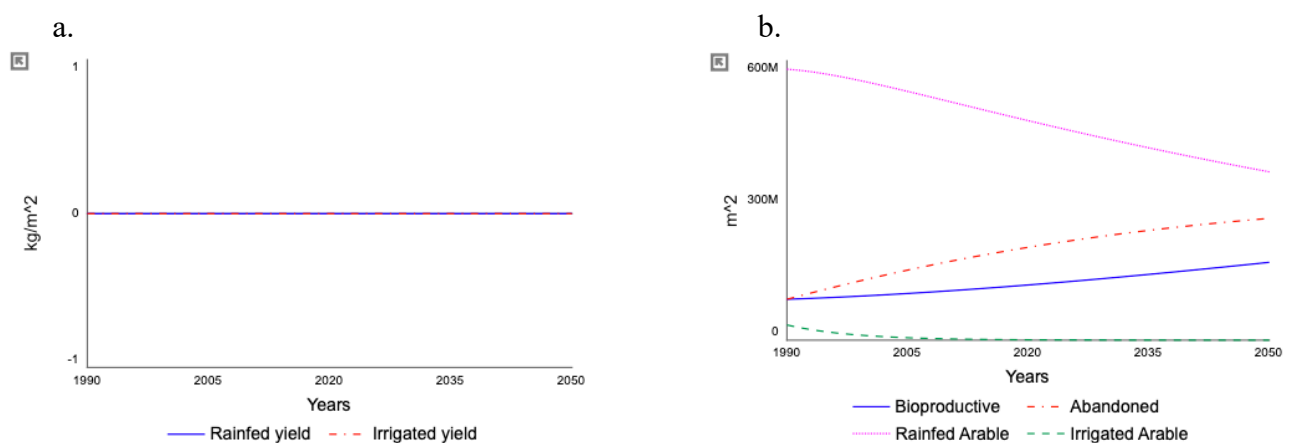 a.
1
0
-1
kg/m^2
1990 2005 2020 2035 2050
Years
Rainfed yield Irrigated yield
b.
600M
300M
0
m^2
1990 2005 2020 2035 2050
Years
Bioproductive Abandoned
Rainfed Arable Irrigated Arable